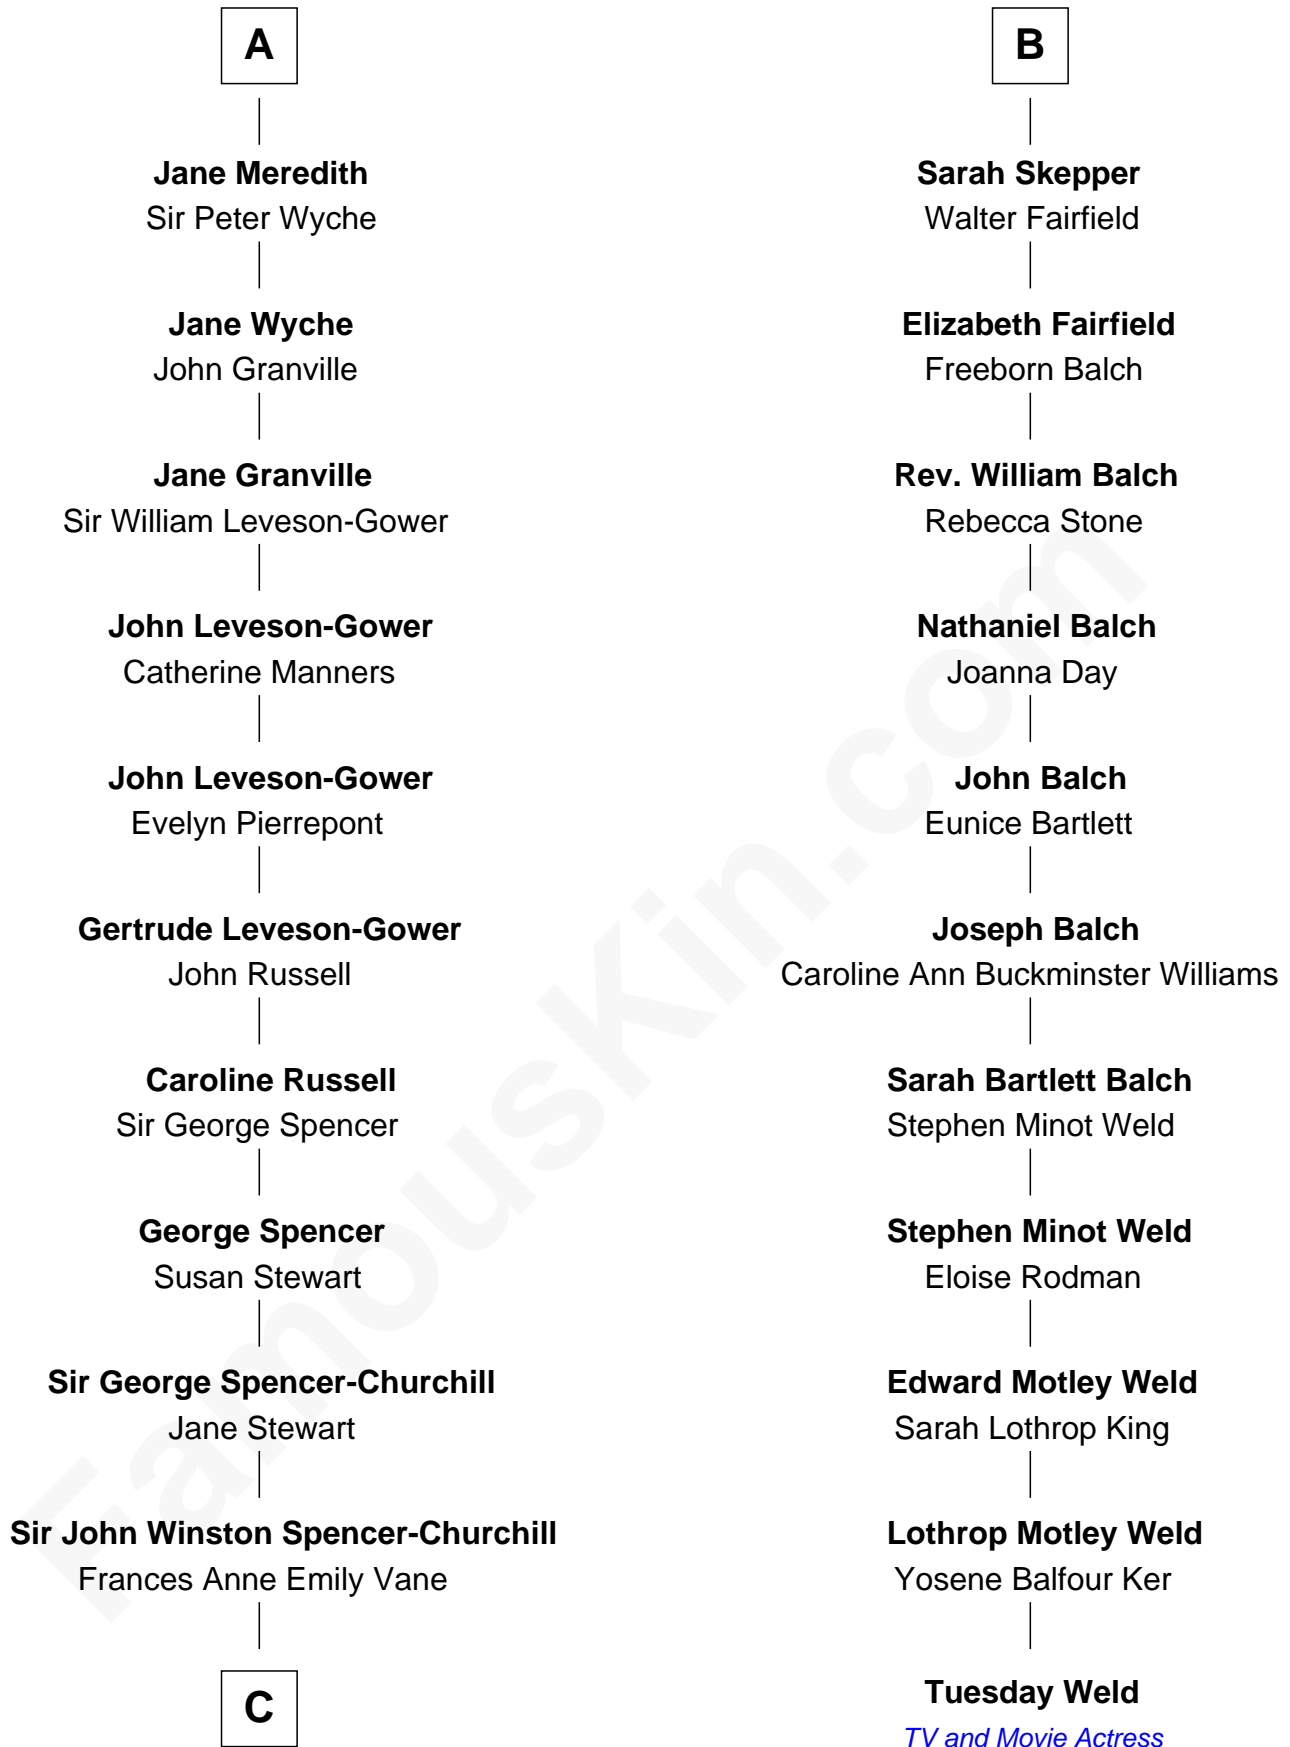 A
Jane Meredith
Sir Peter Wyche
Jane Wyche
John Granville
Jane Granville
Sir William Leveson-Gower
John Leveson-Gower
Catherine Manners
John Leveson-Gower
Evelyn Pierrepont
Gertrude Leveson-Gower
John Russell
Caroline Russell
Sir George Spencer
George Spencer
Susan Stewart
Sir George Spencer-Churchill
Jane Stewart
Sir John Winston Spencer-Churchill
Frances Anne Emily Vane
C
B
Sarah Skepper
Walter Fairfield
Elizabeth Fairfield
Freeborn Balch
Rev. William Balch
Rebecca Stone
Nathaniel Balch
Joanna Day
John Balch
Eunice Bartlett
Joseph Balch
Caroline Ann Buckminster Williams
Sarah Bartlett Balch
Stephen Minot Weld
Stephen Minot Weld
Eloise Rodman
Edward Motley Weld
Sarah Lothrop King
Lothrop Motley Weld
Yosene Balfour Ker
Tuesday Weld
TV and Movie Actress
FamousKin.com